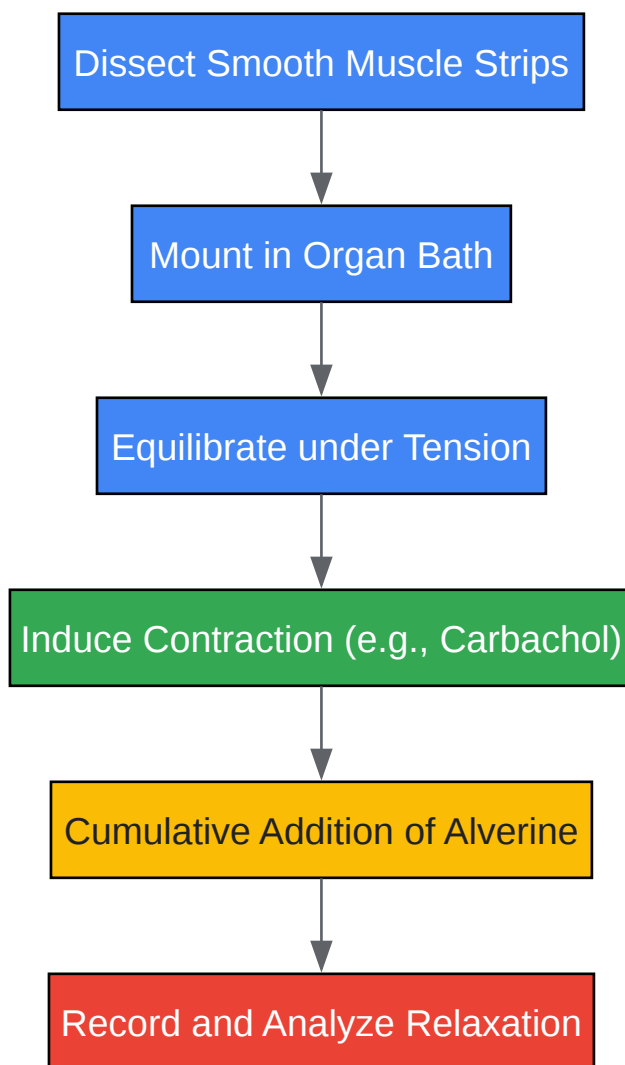 Dissect Smooth Muscle Strips
Mount in Organ Bath
Equilibrate under Tension
Induce Contraction (e.g., Carbachol)
Cumulative Addition of Alverine
Record and Analyze Relaxation